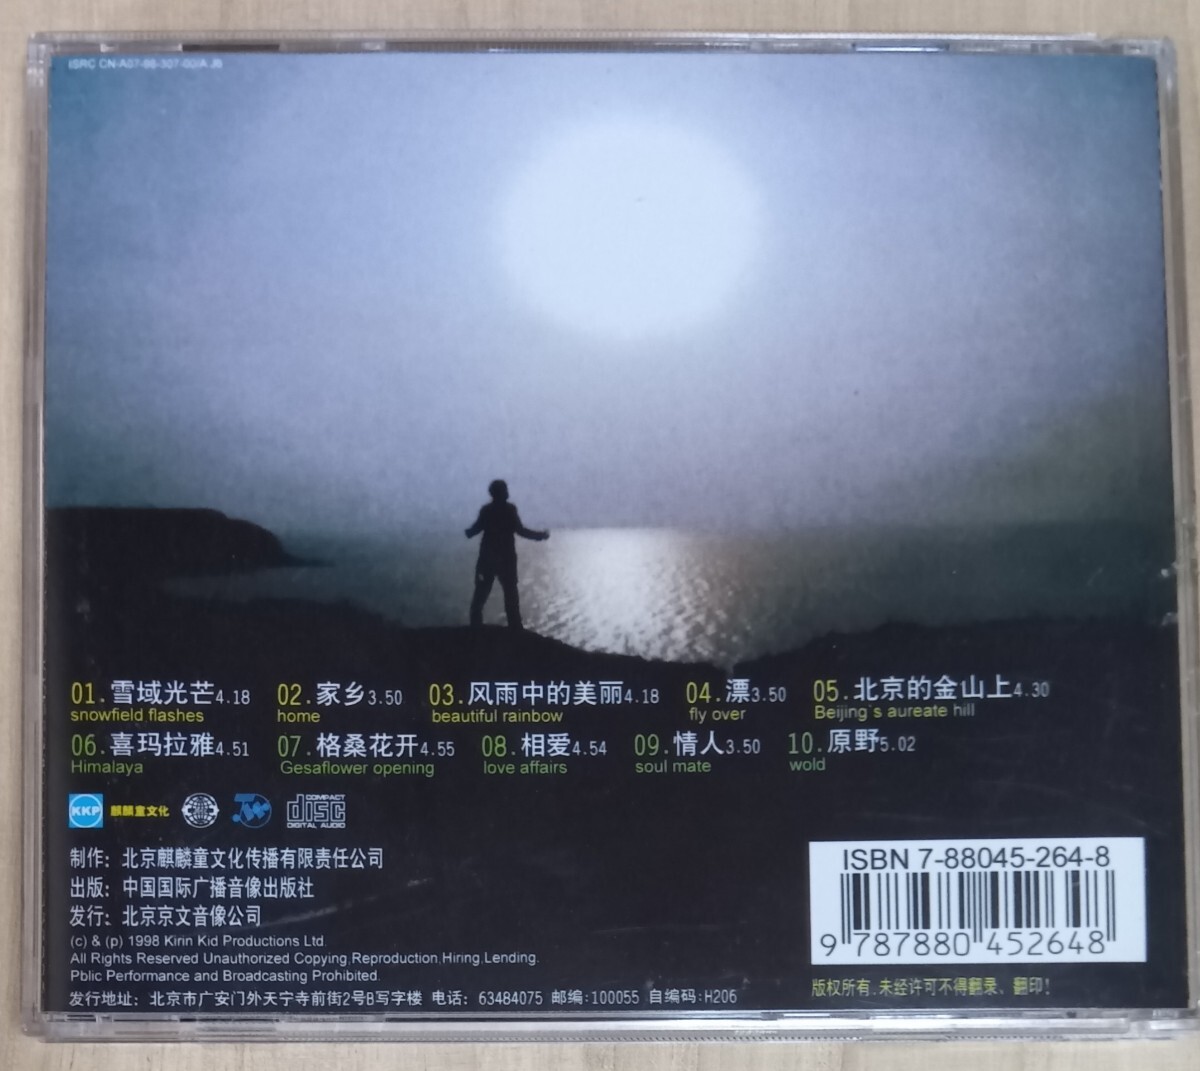 ISRC CN-A07-98-307-00/A.J6
01.雪域光芒4.18 02.家乡3.50 03.风雨中的美丽4.18 04.漂3.50 05.北京的金山上4.30
snowfield flashes home beautiful rainbow fly over Beijing`s aureate hill
06.喜玛拉雅4.51 07.格桑花开4.55 08.相爱4.54 09.情人3.50 10.原野5.02
Himalaya Gesaflower opening love affairs soul mate wold
KKP 麒麟童文化 COMPACT disc DIGITAL AUDIO
制作：北京麒麟童文化传播有限责任公司
出版：中国国际广播音像出版社
发行：北京京文音像公司
(c) & (p) 1998 Kirin Kid Productions Ltd.
All Rights Reserved Unauthorized Copying,Reproduction,Hiring,Lending.
Pblic Performance and Broadcasting Prohibited.
发行地址：北京市广安门外天宁寺前街2号B写字楼 电话：63484075 邮编:100055 自编码:H206
ISBN 7-88045-264-8
9 787880 452648
版权所有.未经许可不得翻录、翻印!